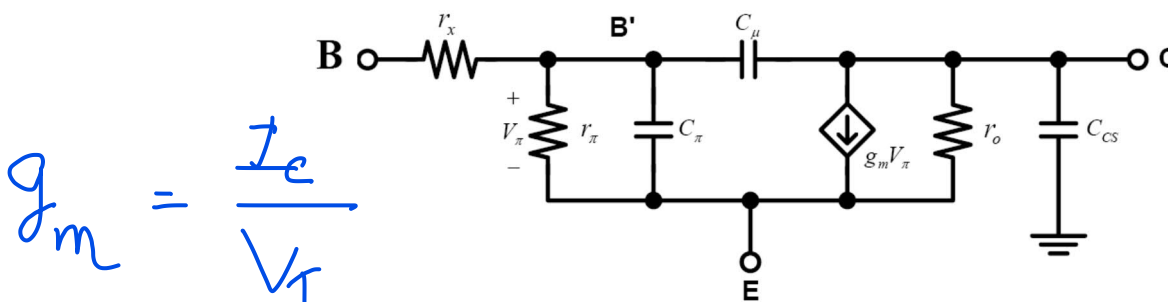 r_x
B'
C_μ
B
C
+
V_π
−
r_π
C_π
g_mV_π
r_o
C_CS
E
g_m = I_c / V_T